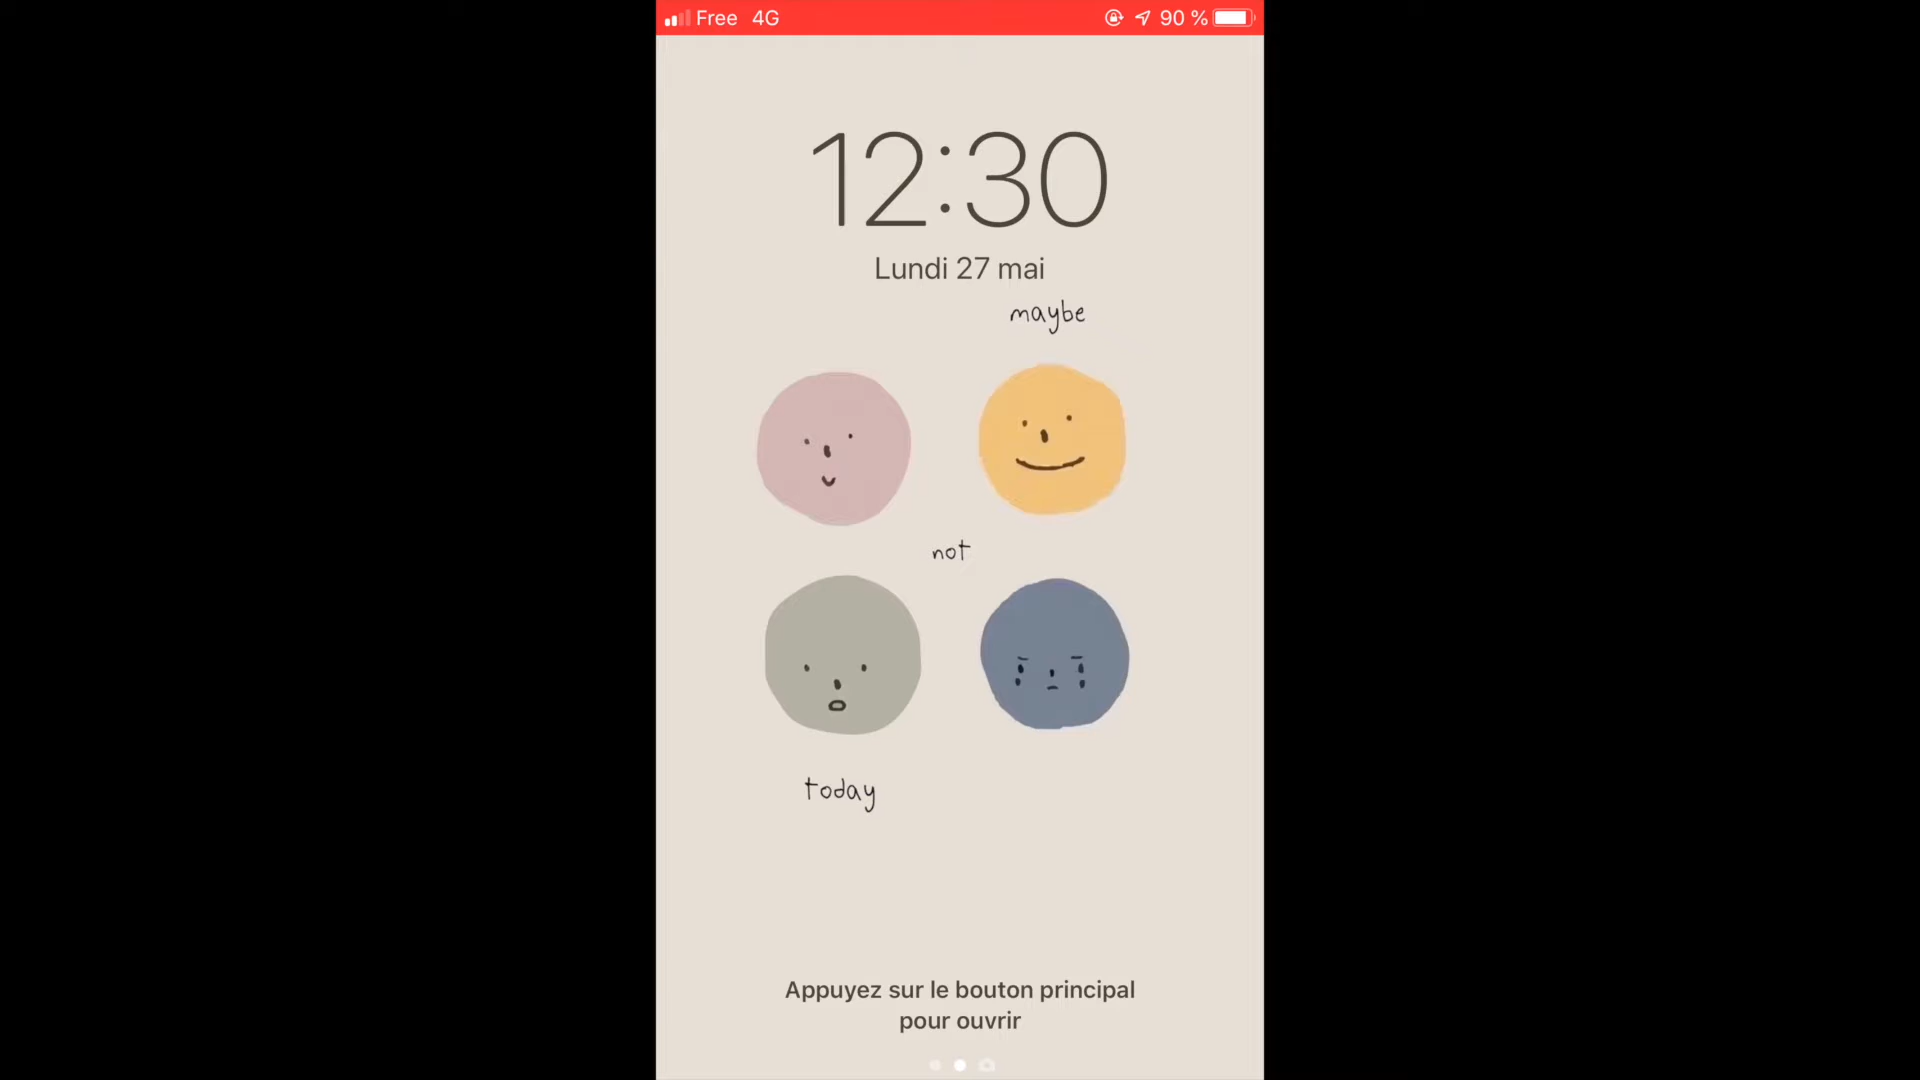 Free 4G 90 %
12:30
Lundi 27 mai
maybe
not
today
Appuyez sur le bouton principal
pour ouvrir